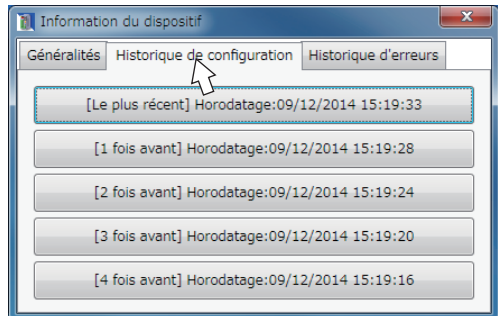 Information du dispositif
Généralités Historique de configuration Historique d'erreurs
[Le plus récent] Horodatage:09/12/2014 15:19:33
[1 fois avant] Horodatage:09/12/2014 15:19:28
[2 fois avant] Horodatage:09/12/2014 15:19:24
[3 fois avant] Horodatage:09/12/2014 15:19:20
[4 fois avant] Horodatage:09/12/2014 15:19:16